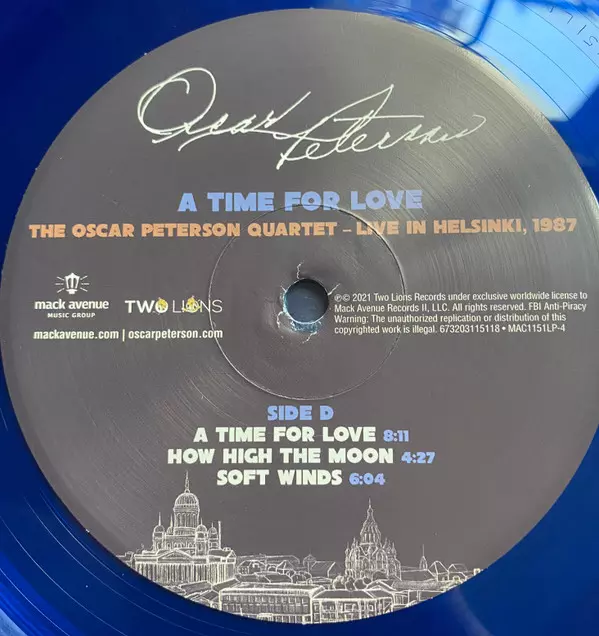 Oscar Peterson
A TIME FOR LOVE
THE OSCAR PETERSON QUARTET – LIVE IN HELSINKI, 1987
mack avenue
MUSIC GROUP
TWO LIONS
mackavenue.com | oscarpeterson.com
℗© 2021 Two Lions Records under exclusive worldwide license to
Mack Avenue Records II, LLC. All rights reserved. FBI Anti-Piracy
Warning: The unauthorized replication or distribution of this
copyrighted work is illegal. 673203115118 • MAC1151LP-4
SIDE D
A TIME FOR LOVE 8:11
HOW HIGH THE MOON 4:27
SOFT WINDS 6:04